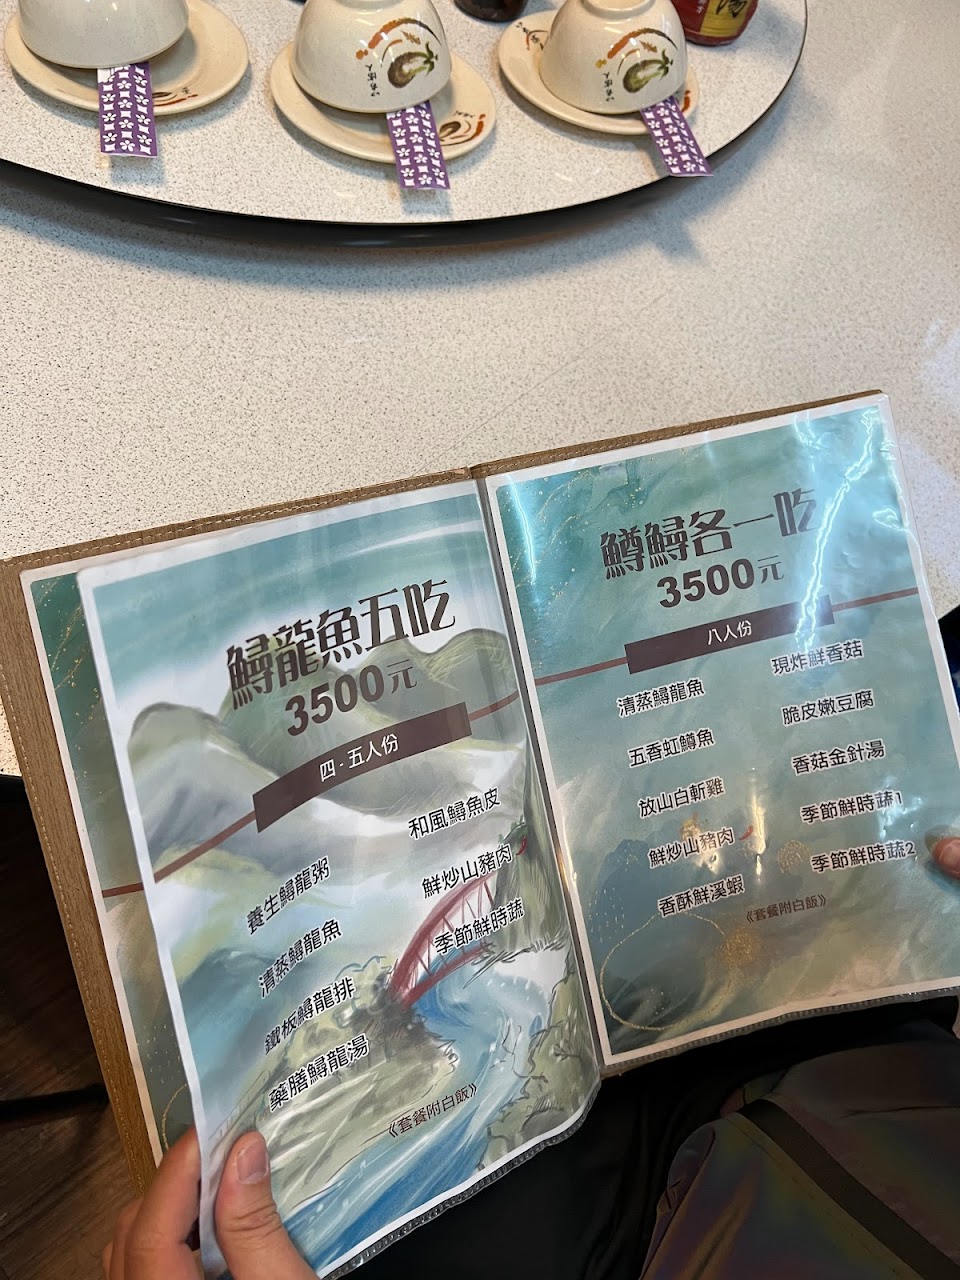 鱘龍魚五吃
3500元
四-五人份
養生鱘龍粥
清蒸鱘龍魚
鐵板鱘龍排
藥膳鱘龍湯
和風鱘魚皮
鮮炒山豬肉
季節鮮時蔬
《套餐附白飯》
鱒鱘各一吃
3500元
八人份
清蒸鱘龍魚
五香虹鱒魚
放山白斬雞
鮮炒山豬肉
香酥鮮溪蝦
現炸鮮香菇
脆皮嫩豆腐
香菇金針湯
季節鮮時蔬1
季節鮮時蔬2
《套餐附白飯》